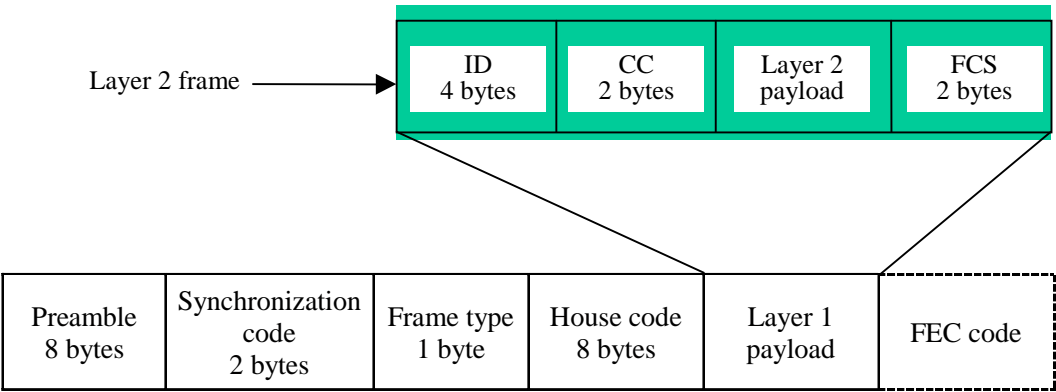 Layer 2 frame
ID
4 bytes
CC
2 bytes
Layer 2
payload
FCS
2 bytes
Preamble
8 bytes
Synchronization
code
2 bytes
Frame type
1 byte
House code
8 bytes
Layer 1
payload
FEC code